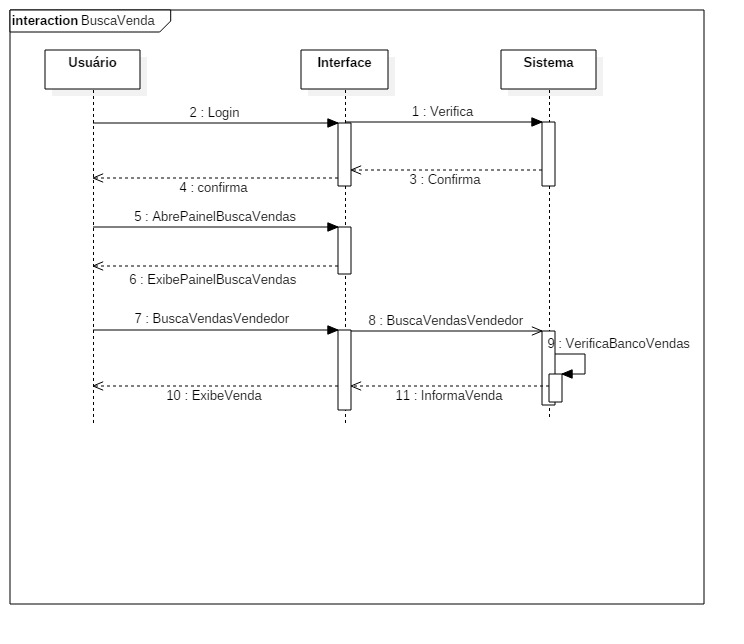 interaction BuscaVenda
Usuário
Interface
Sistema
2 : Login
1 : Verifica
3 : Confirma
4 : confirma
5 : AbrePainelBuscaVendas
6 : ExibePainelBuscaVendas
7 : BuscaVendasVendedor
8 : BuscaVendasVendedor
9 : VerificaBancoVendas
10 : ExibeVenda
11 : InformaVenda